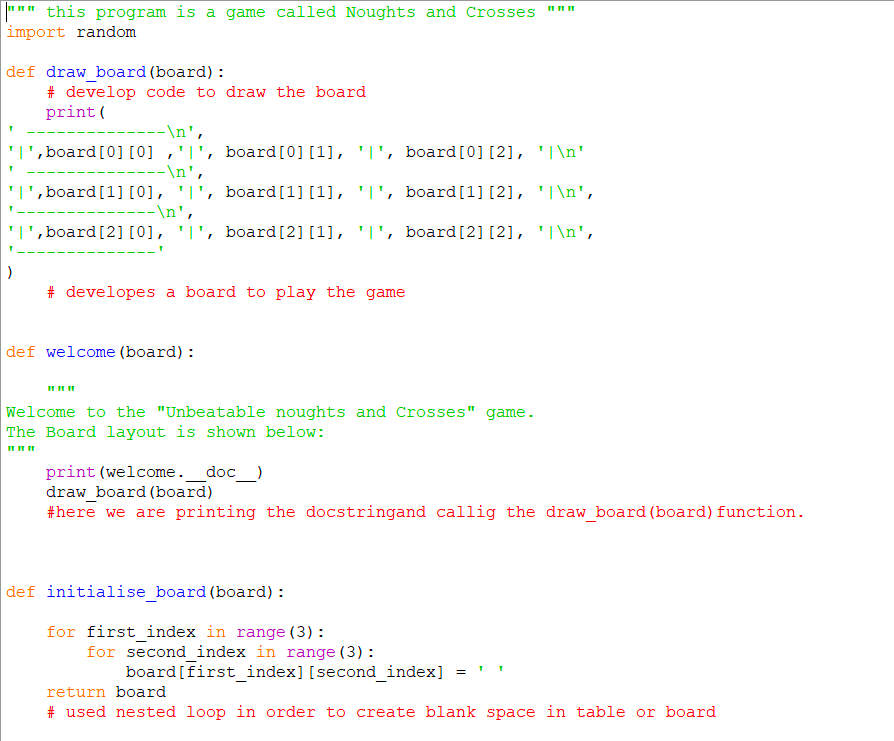 """ this program is a game called Noughts and Crosses """
import random

def draw_board(board):
    # develop code to draw the board
    print(
' --------------\n',
'|',board[0][0] ,'|', board[0][1], '|', board[0][2], '|\n'
' --------------\n',
'|',board[1][0], '|', board[1][1], '|', board[1][2], '|\n',
'--------------\n',
'|',board[2][0], '|', board[2][1], '|', board[2][2], '|\n',
'--------------'
)
    # developes a board to play the game


def welcome(board):

    """
Welcome to the "Unbeatable noughts and Crosses" game.
The Board layout is shown below:
"""
    print(welcome.__doc__)
    draw_board(board)
    #here we are printing the docstringand callig the draw_board(board)function.



def initialise_board(board):

    for first_index in range(3):
        for second_index in range(3):
            board[first_index][second_index] = ' '
    return board
    # used nested loop in order to create blank space in table or board